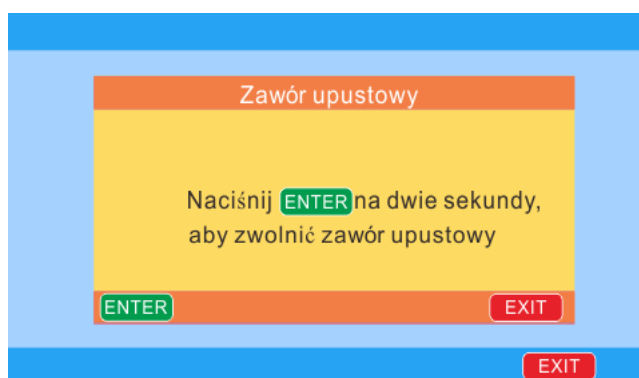 Zawór upustowy
Naciśnij ENTER na dwie sekundy,
aby zwolnić zawór upustowy
ENTER EXIT
EXIT